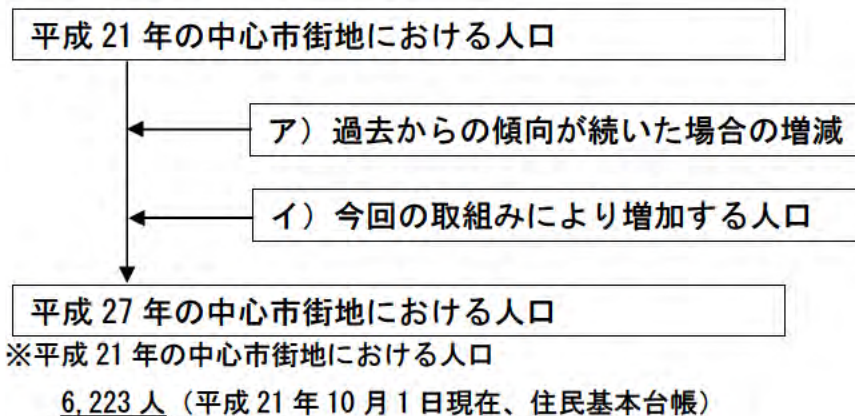 平成 21 年の中心市街地における人口
ア）過去からの傾向が続いた場合の増減
イ）今回の取組みにより増加する人口
平成 27 年の中心市街地における人口
※平成 21 年の中心市街地における人口
6,223 人（平成 21 年 10 月 1 日現在、住民基本台帳）